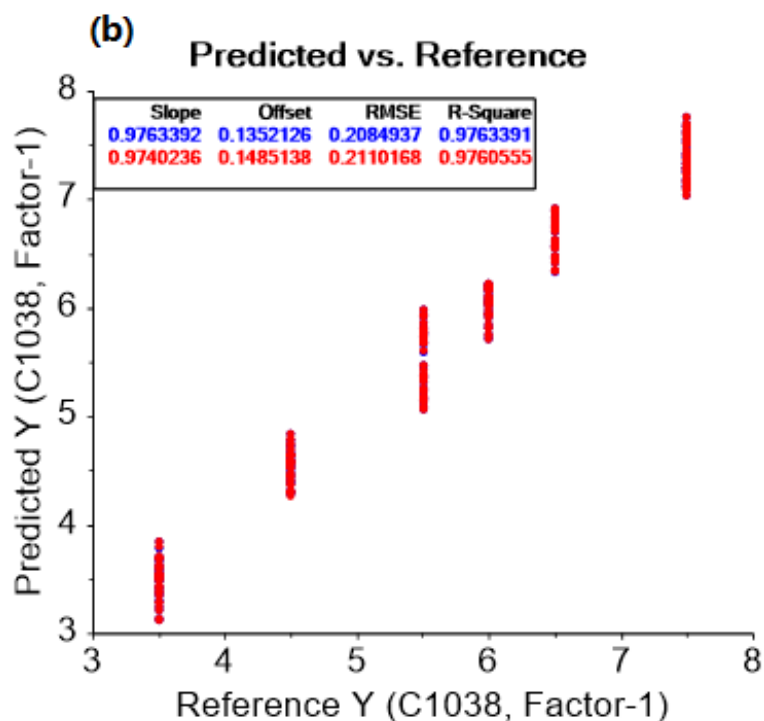 (b)
Predicted vs. Reference
8
Slope Offset RMSE R-Square
0.9763392 0.1352126 0.2084937 0.9763391
0.9740236 0.1485138 0.2110168 0.9760555
7
6
5
4
3
Predicted Y (C1038, Factor-1)
3 4 5 6 7 8
Reference Y (C1038, Factor-1)